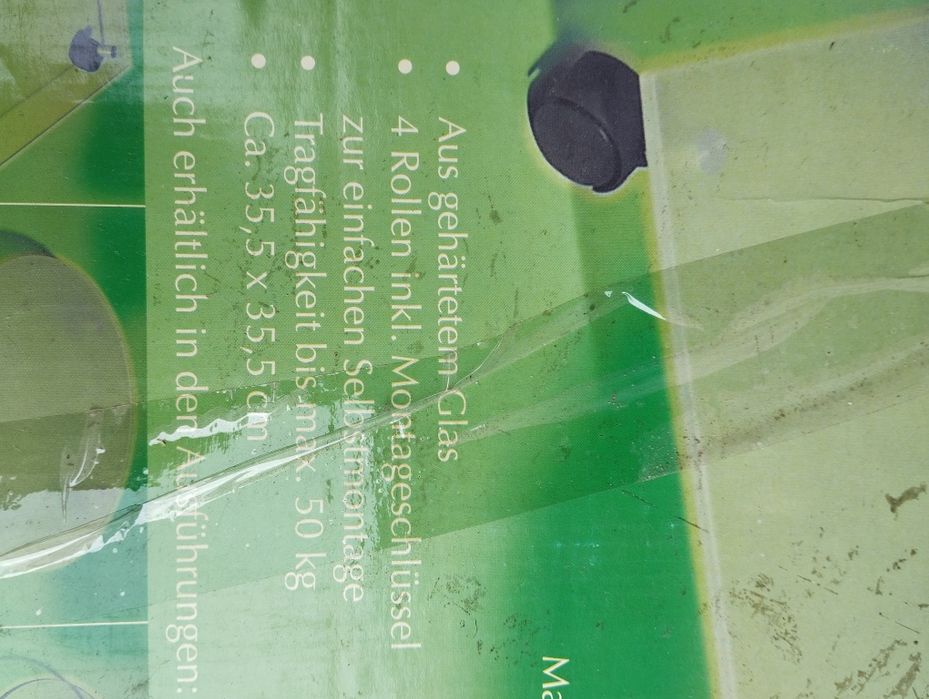 • Aus gehärtetem Glas
• 4 Rollen inkl. Montageschlüssel
zur einfachen Selbstmontage
• Tragfähigkeit bis max. 50 kg
• Ca. 35,5 x 35,5 cm
Auch erhältlich in den Ausführungen: